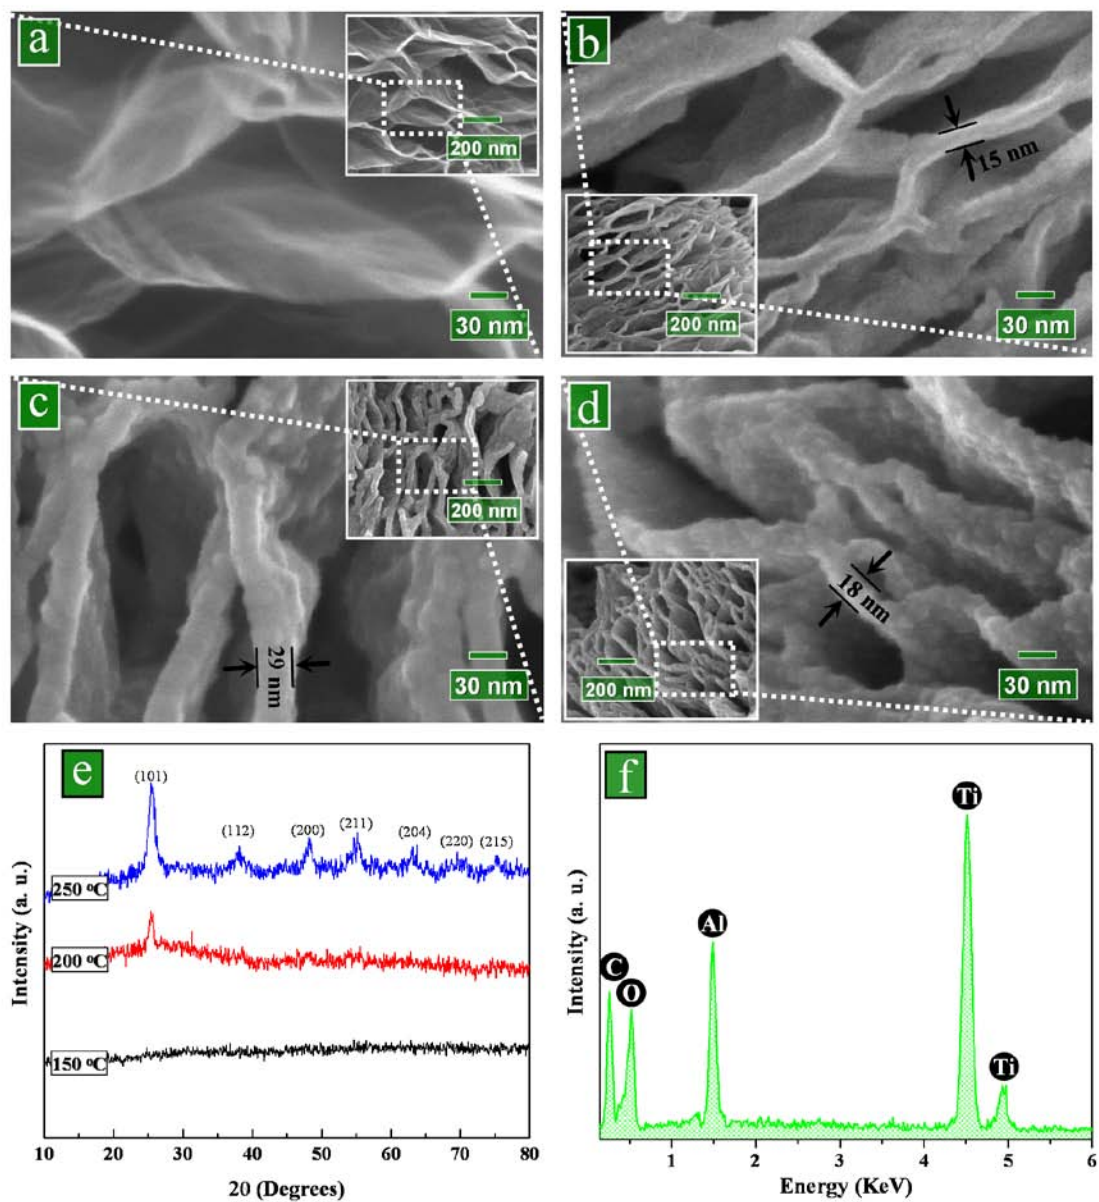 a
200 nm
30 nm
b
15 nm
200 nm
30 nm
c
200 nm
29 nm
30 nm
d
18 nm
200 nm
30 nm
e
(101)
(112)
(200)
(211)
(204)
(220)
(215)
250 ºC
200 ºC
150 ºC
Intensity (a. u.)
10 20 30 40 50 60 70 80
2θ (Degrees)
f
Ti
Al
C
O
Ti
Intensity (a. u.)
1 2 3 4 5 6
Energy (KeV)